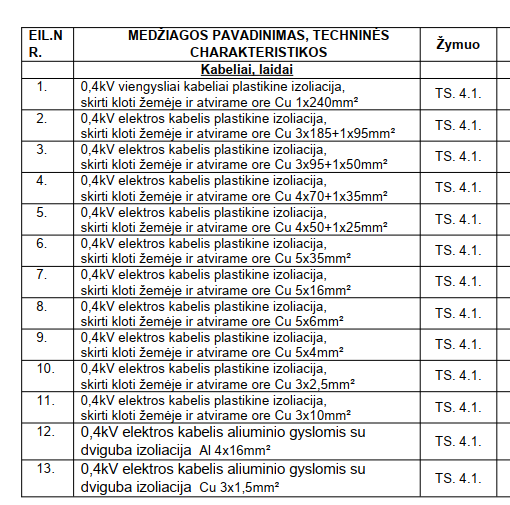 EIL.N MEDŽIAGOS PAVADINIMAS, TECHNINĖS Žymuo
R. CHARAKTERISTIKOS
Kabeliai, laidai
1. 0,4kV viengysliai kabeliai plastikine izoliacija, TS. 4.1.
skirti kloti žemėje ir atvirame ore Cu 1x240mm²
2. 0,4kV elektros kabelis plastikine izoliacija, TS. 4.1.
skirti kloti žemėje ir atvirame ore Cu 3x185+1x95mm²
3. 0,4kV elektros kabelis plastikine izoliacija, TS. 4.1.
skirti kloti žemėje ir atvirame ore Cu 3x95+1x50mm²
4. 0,4kV elektros kabelis plastikine izoliacija, TS. 4.1.
skirti kloti žemėje ir atvirame ore Cu 4x70+1x35mm²
5. 0,4kV elektros kabelis plastikine izoliacija, TS. 4.1.
skirti kloti žemėje ir atvirame ore Cu 4x50+1x25mm²
6. 0,4kV elektros kabelis plastikine izoliacija, TS. 4.1.
skirti kloti žemėje ir atvirame ore Cu 5x35mm²
7. 0,4kV elektros kabelis plastikine izoliacija, TS. 4.1.
skirti kloti žemėje ir atvirame ore Cu 5x16mm²
8. 0,4kV elektros kabelis plastikine izoliacija, TS. 4.1.
skirti kloti žemėje ir atvirame ore Cu 5x6mm²
9. 0,4kV elektros kabelis plastikine izoliacija, TS. 4.1.
skirti kloti žemėje ir atvirame ore Cu 5x4mm²
10. 0,4kV elektros kabelis plastikine izoliacija, TS. 4.1.
skirti kloti žemėje ir atvirame ore Cu 3x2,5mm²
11. 0,4kV elektros kabelis plastikine izoliacija, TS. 4.1.
skirti kloti žemėje ir atvirame ore Cu 3x10mm²
12. 0,4kV elektros kabelis aliuminio gyslomis su TS. 4.1.
dviguba izoliacija Al 4x16mm²
13. 0,4kV elektros kabelis aliuminio gyslomis su TS. 4.1.
dviguba izoliacija Cu 3x1,5mm²